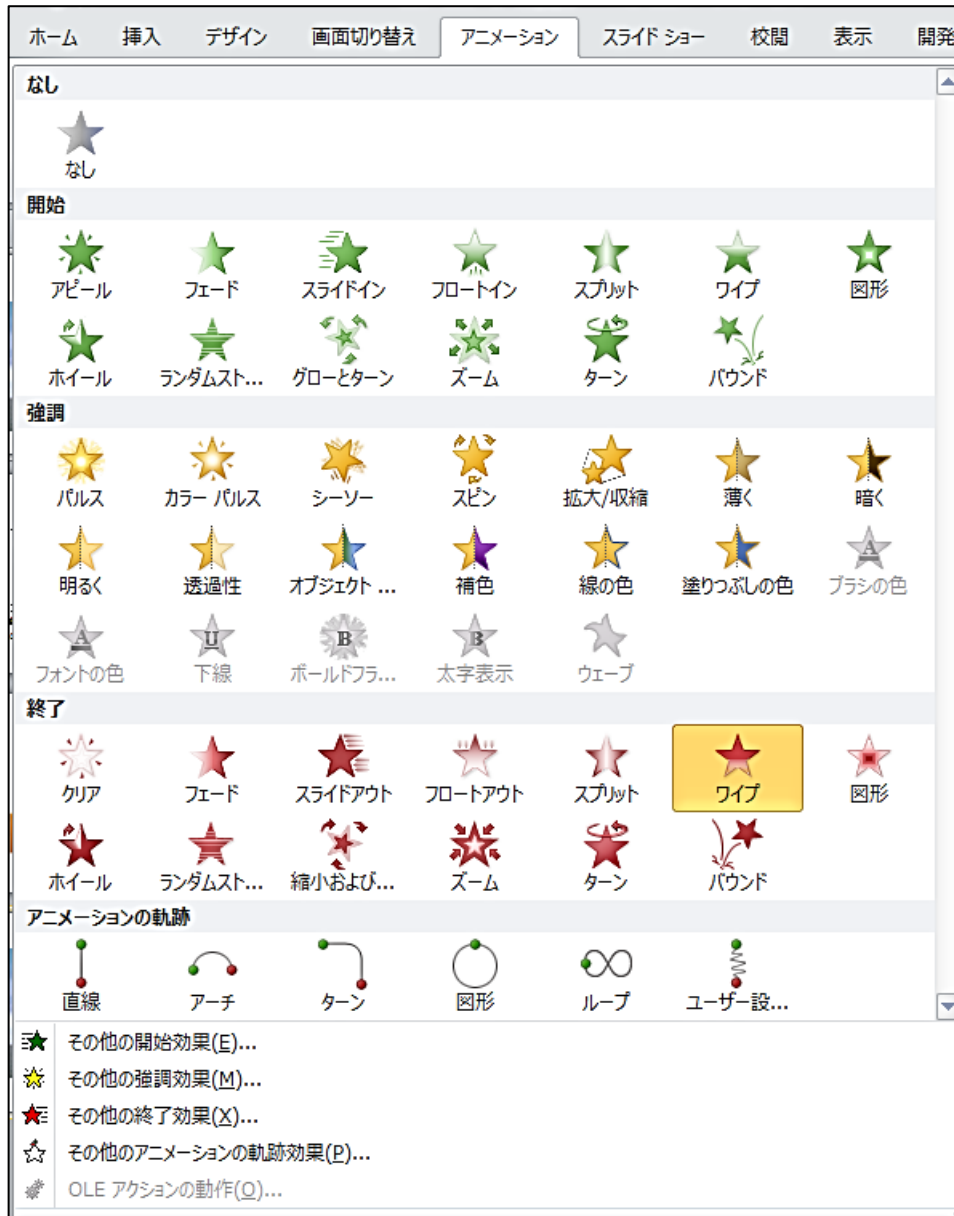 ホーム 挿入 デザイン 画面切り替え アニメーション スライド ショー 校閲 表示 開発
なし
なし
開始
アピール フェード スライドイン フロートイン スプリット ワイプ 図形
ホイール ランダムスト... グローとターン ズーム ターン バウンド
強調
パルス カラー パルス シーソー スピン 拡大/収縮 薄く 暗く
明るく 透過性 オブジェクト ... 補色 線の色 塗りつぶしの色 ブラシの色
フォントの色 下線 ボールドフラ... 太字表示 ウェーブ
終了
クリア フェード スライドアウト フロートアウト スプリット ワイプ 図形
ホイール ランダムスト... 縮小および... ズーム ターン バウンド
アニメーションの軌跡
直線 アーチ ターン 図形 ループ ユーザー設...
その他の開始効果(E)...
その他の強調効果(M)...
その他の終了効果(X)...
その他のアニメーションの軌跡効果(P)...
OLE アクションの動作(O)...